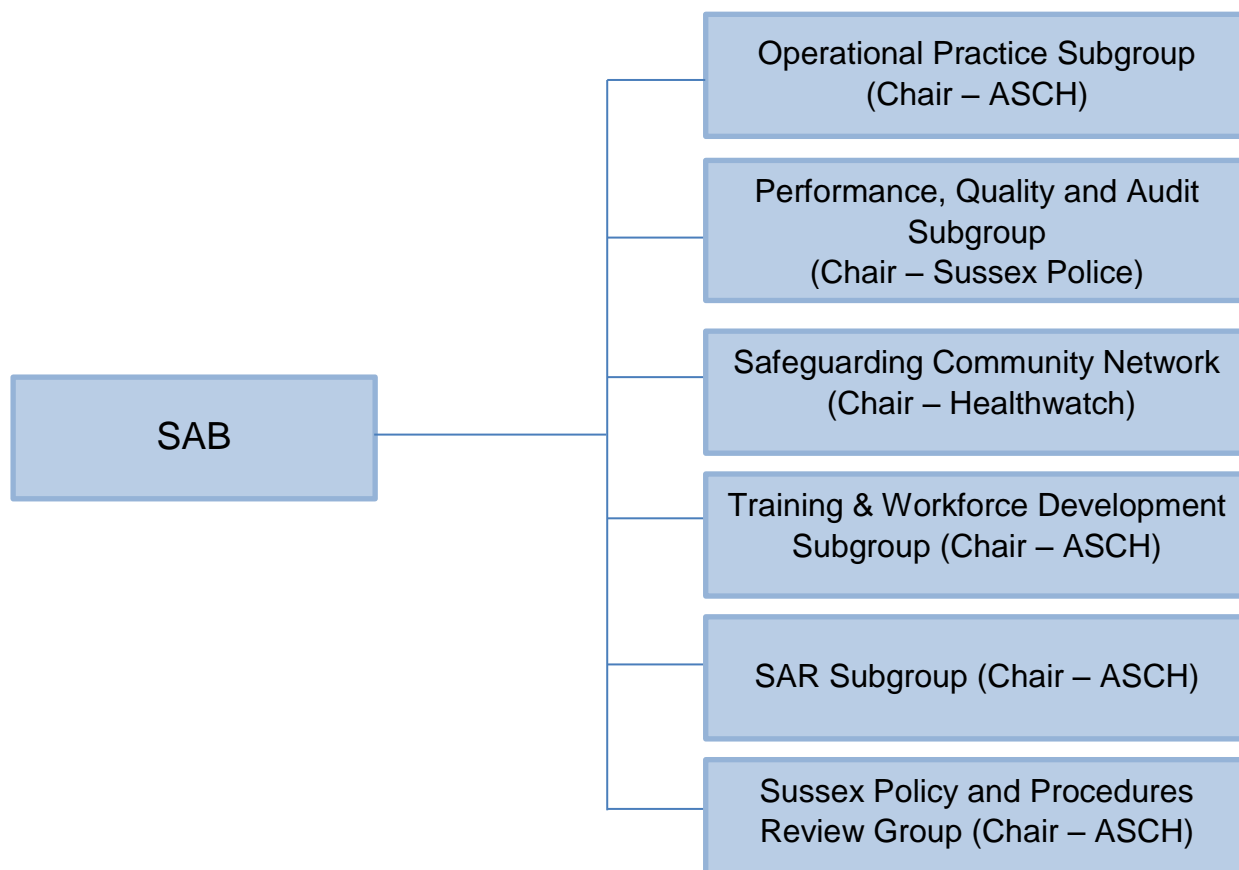 Operational Practice Subgroup
(Chair – ASCH)
Performance, Quality and Audit
Subgroup
(Chair – Sussex Police)
Safeguarding Community Network
(Chair – Healthwatch)
SAB
Training & Workforce Development
Subgroup (Chair – ASCH)
SAR Subgroup (Chair – ASCH)
Sussex Policy and Procedures
Review Group (Chair – ASCH)